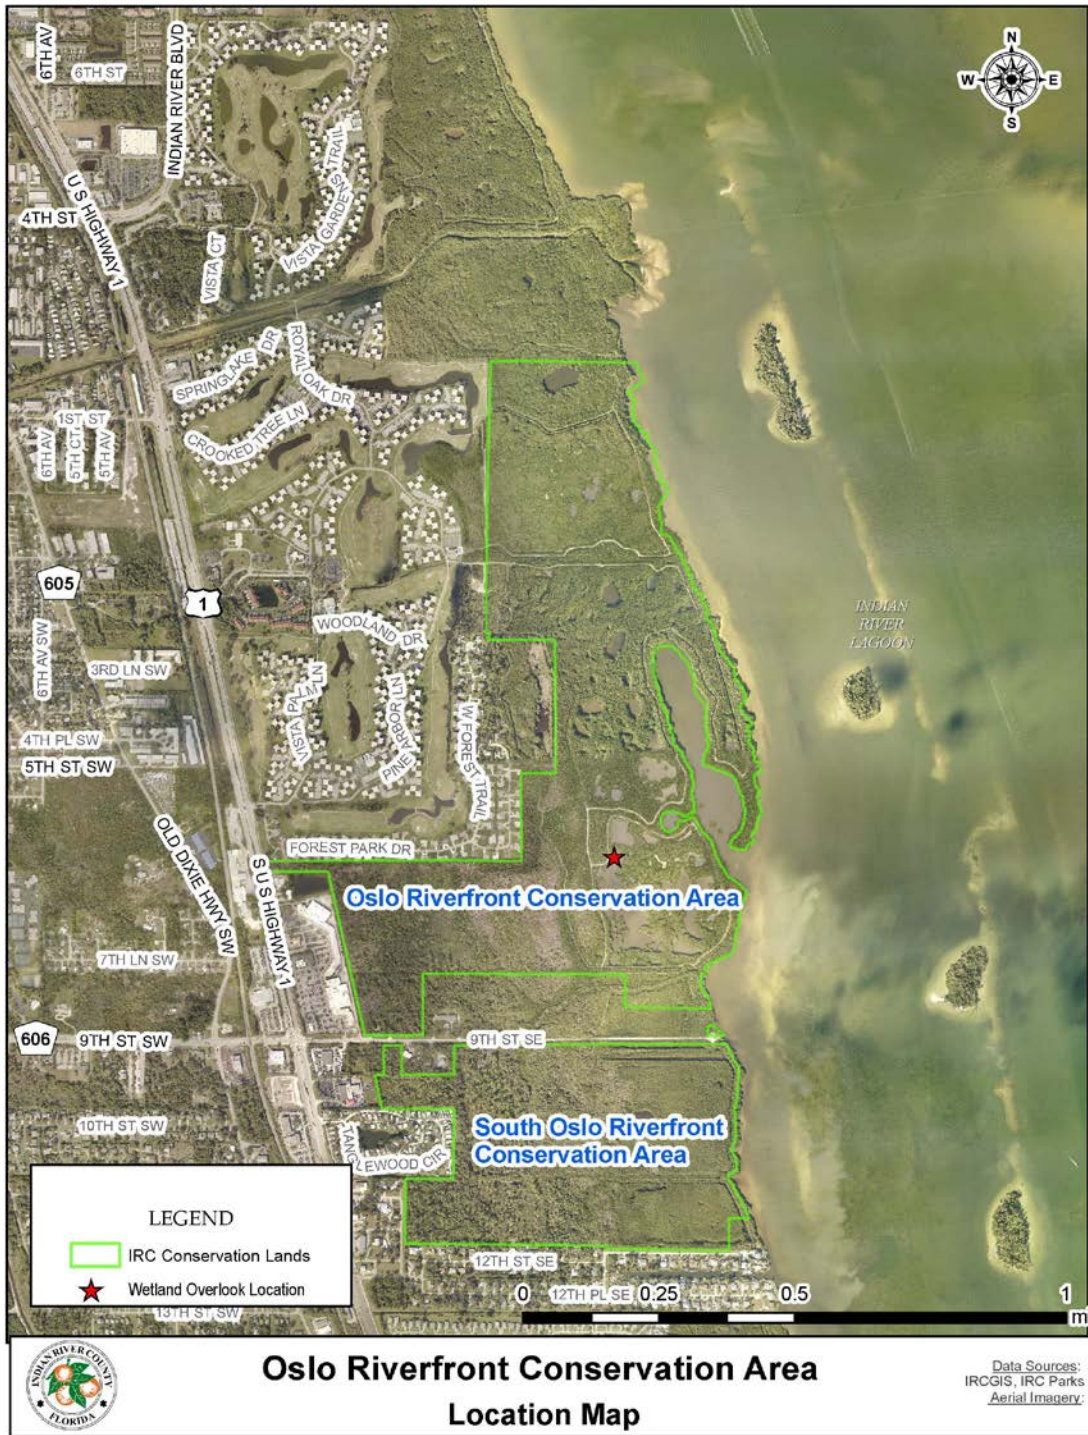 6TH AV
INDIAN RIVER BLVD
6TH ST
N
W
E
S
U S HIGHWAY 1
4TH ST
VISTA CT
VISTA GARDENS TRAIL
SPRINGLAKE DR
ROYAL OAK DR
CROOKED TREE LN
1ST ST
6TH AV
5TH CT
5TH AV
605
1
INDIAN
RIVER
LAGOON
WOODLAND DR
6TH AV SW
3RD LN SW
VISTA PALM LN
PINE ARBOR LN
W FOREST TRAIL
4TH PL SW
5TH ST SW
OLD DIXIE HWY SW
FOREST PARK DR
S US HIGHWAY 1
Oslo Riverfront Conservation Area
7TH LN SW
606
9TH ST SW
9TH ST SE
10TH ST SW
TANGLEWOOD CIR
South Oslo Riverfront
Conservation Area
LEGEND
IRC Conservation Lands
Wetland Overlook Location
12TH ST SE
12TH PL SE
13TH ST SW
0
0.25
0.5
1
m
INDIAN RIVER COUNTY
FLORIDA
Oslo Riverfront Conservation Area
Location Map
Data Sources:
IRCGIS, IRC Parks
Aerial Imagery: